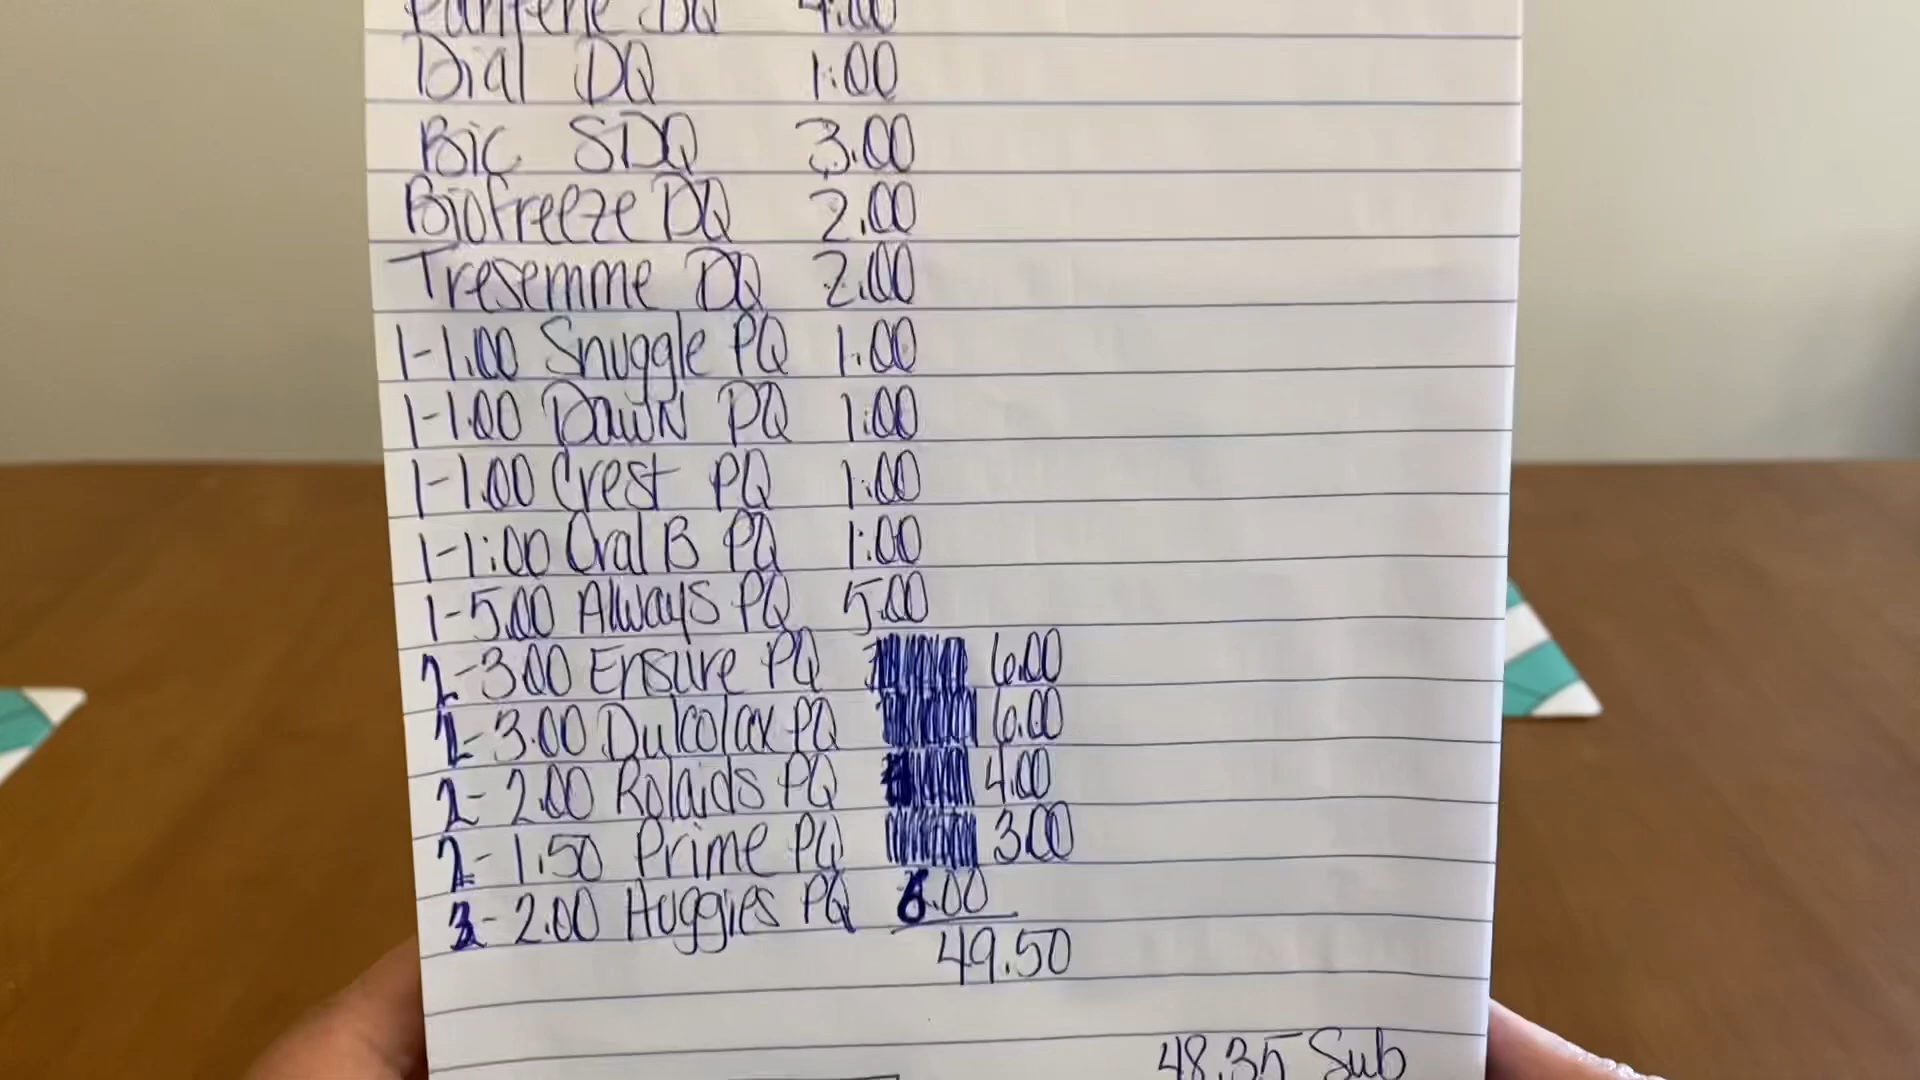 Pantene DQ 4.00
Dial DQ 1.00
Bic SDQ 3.00
Biofreeze DQ 2.00
Tresemme DQ 2.00
1-1.00 Snuggle PQ 1.00
1-1.00 Dawn PQ 1.00
1-1.00 Crest PQ 1.00
1-1.00 Oral B PQ 1.00
1-5.00 Always PQ 5.00
2-3.00 Ensure PQ 6.00
2-3.00 Dulcolax PQ 6.00
2-2.00 Rolaids PQ 4.00
2-1.50 Prime PQ 3.00
3-2.00 Huggies PQ 6.00
49.50
48.35 Sub